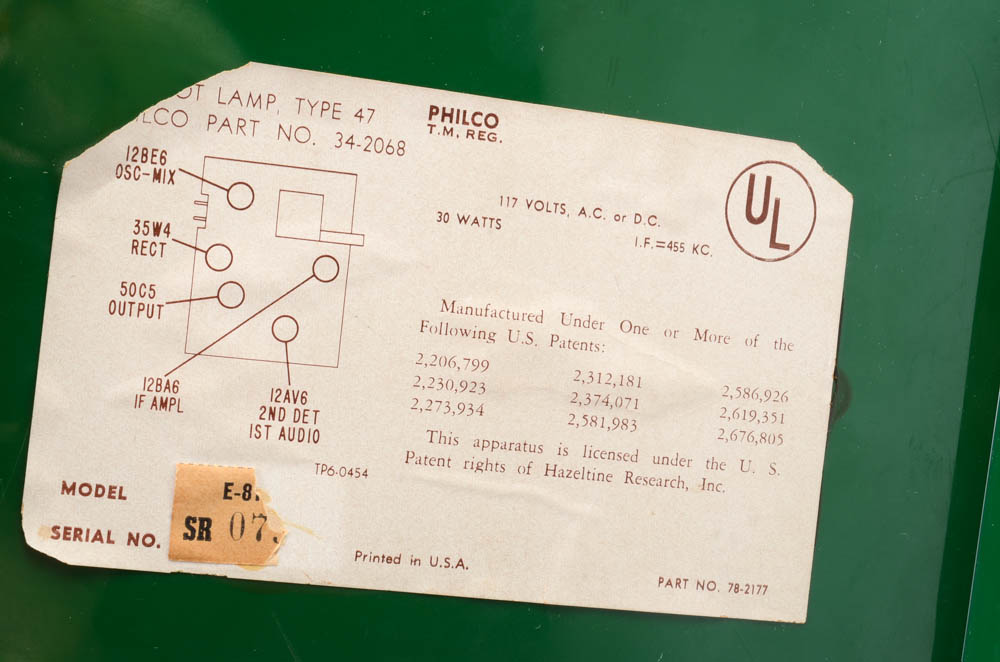 OT LAMP, TYPE 47
LCO PART NO. 34-2068
PHILCO
T.M. REG.
12BE6
OSC-MIX
35W4
RECT
50C5
OUTPUT
12BA6
IF AMPL
12AV6
2ND DET
1ST AUDIO
117 VOLTS, A.C. or D.C.
30 WATTS
I.F.=455 KC.
UL
Manufactured Under One or More of the
Following U.S. Patents:
2,206,799 2,312,181 2,586,926
2,230,923 2,374,071 2,619,351
2,273,934 2,581,983 2,676,805
This apparatus is licensed under the U. S.
Patent rights of Hazeltine Research, Inc.
TP6-0454
MODEL E-8
SERIAL NO. SR 07
Printed in U.S.A.
PART NO. 78-2177